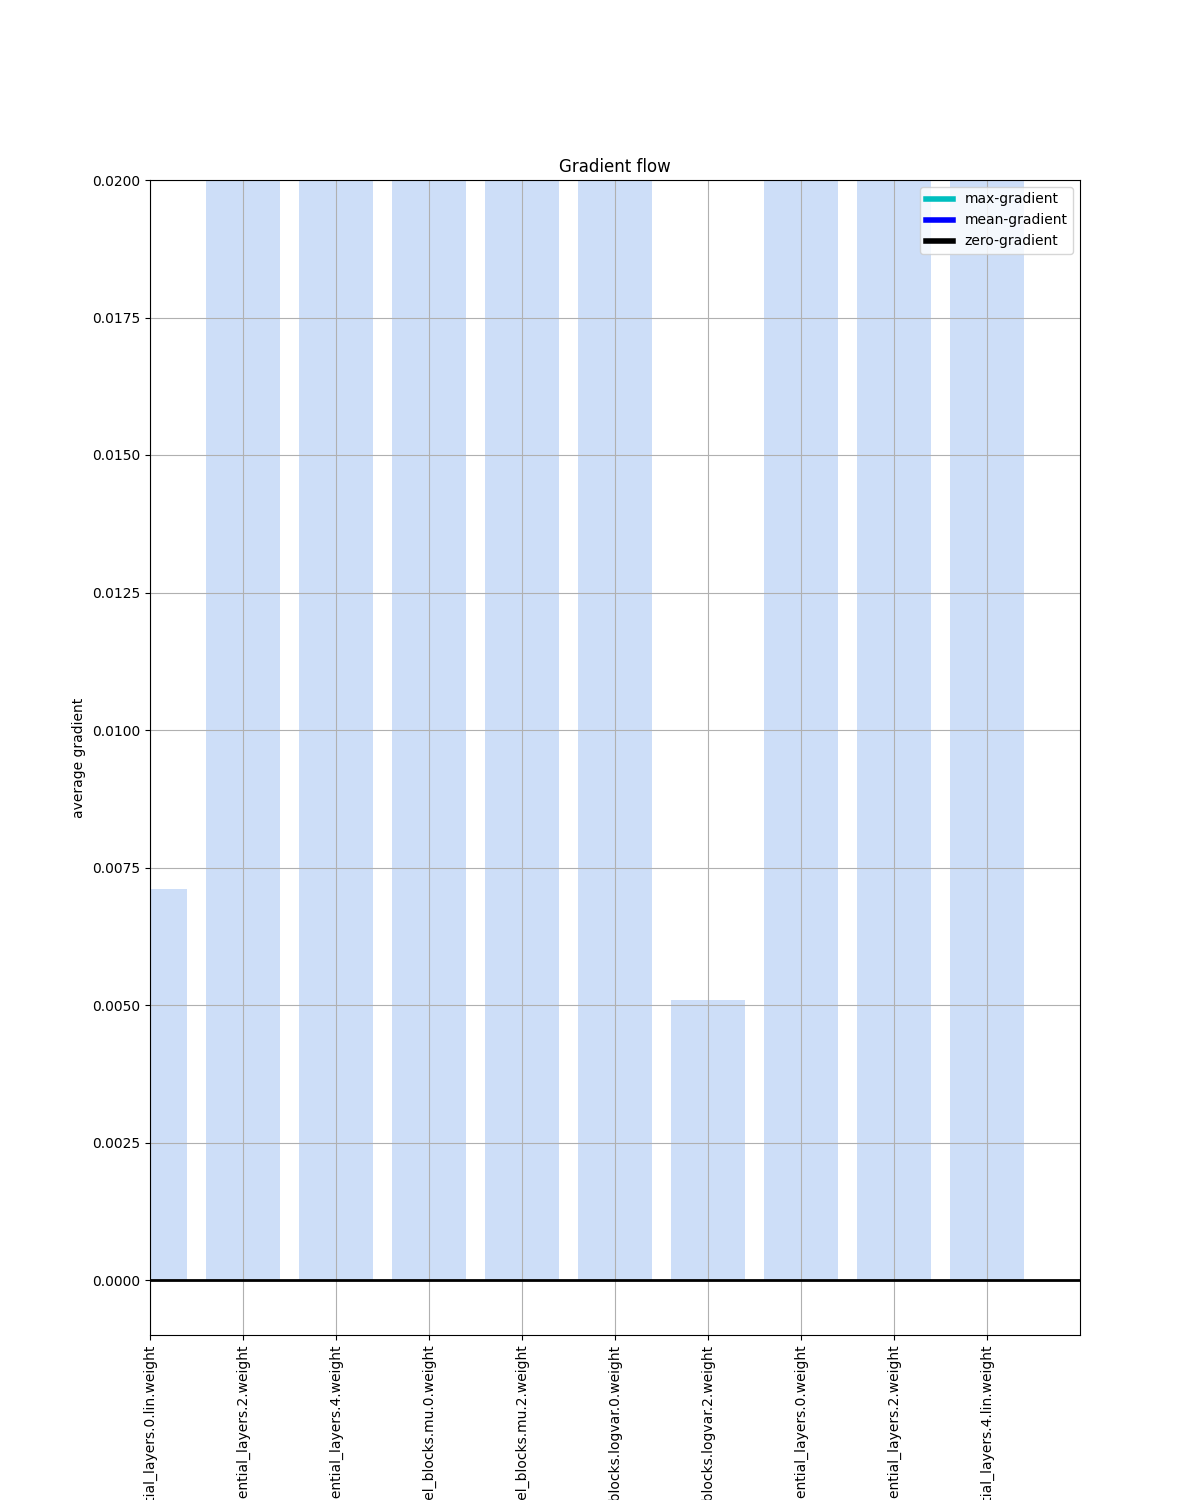 Gradient flow
max-gradient
mean-gradient
zero-gradient
average gradient
0.0200
0.0175
0.0150
0.0125
0.0100
0.0075
0.0050
0.0025
0.0000
tial_layers.0.lin.weight
ential_layers.2.weight
ential_layers.4.weight
el_blocks.mu.0.weight
el_blocks.mu.2.weight
blocks.logvar.0.weight
blocks.logvar.2.weight
ential_layers.0.weight
ential_layers.2.weight
tial_layers.4.lin.weight